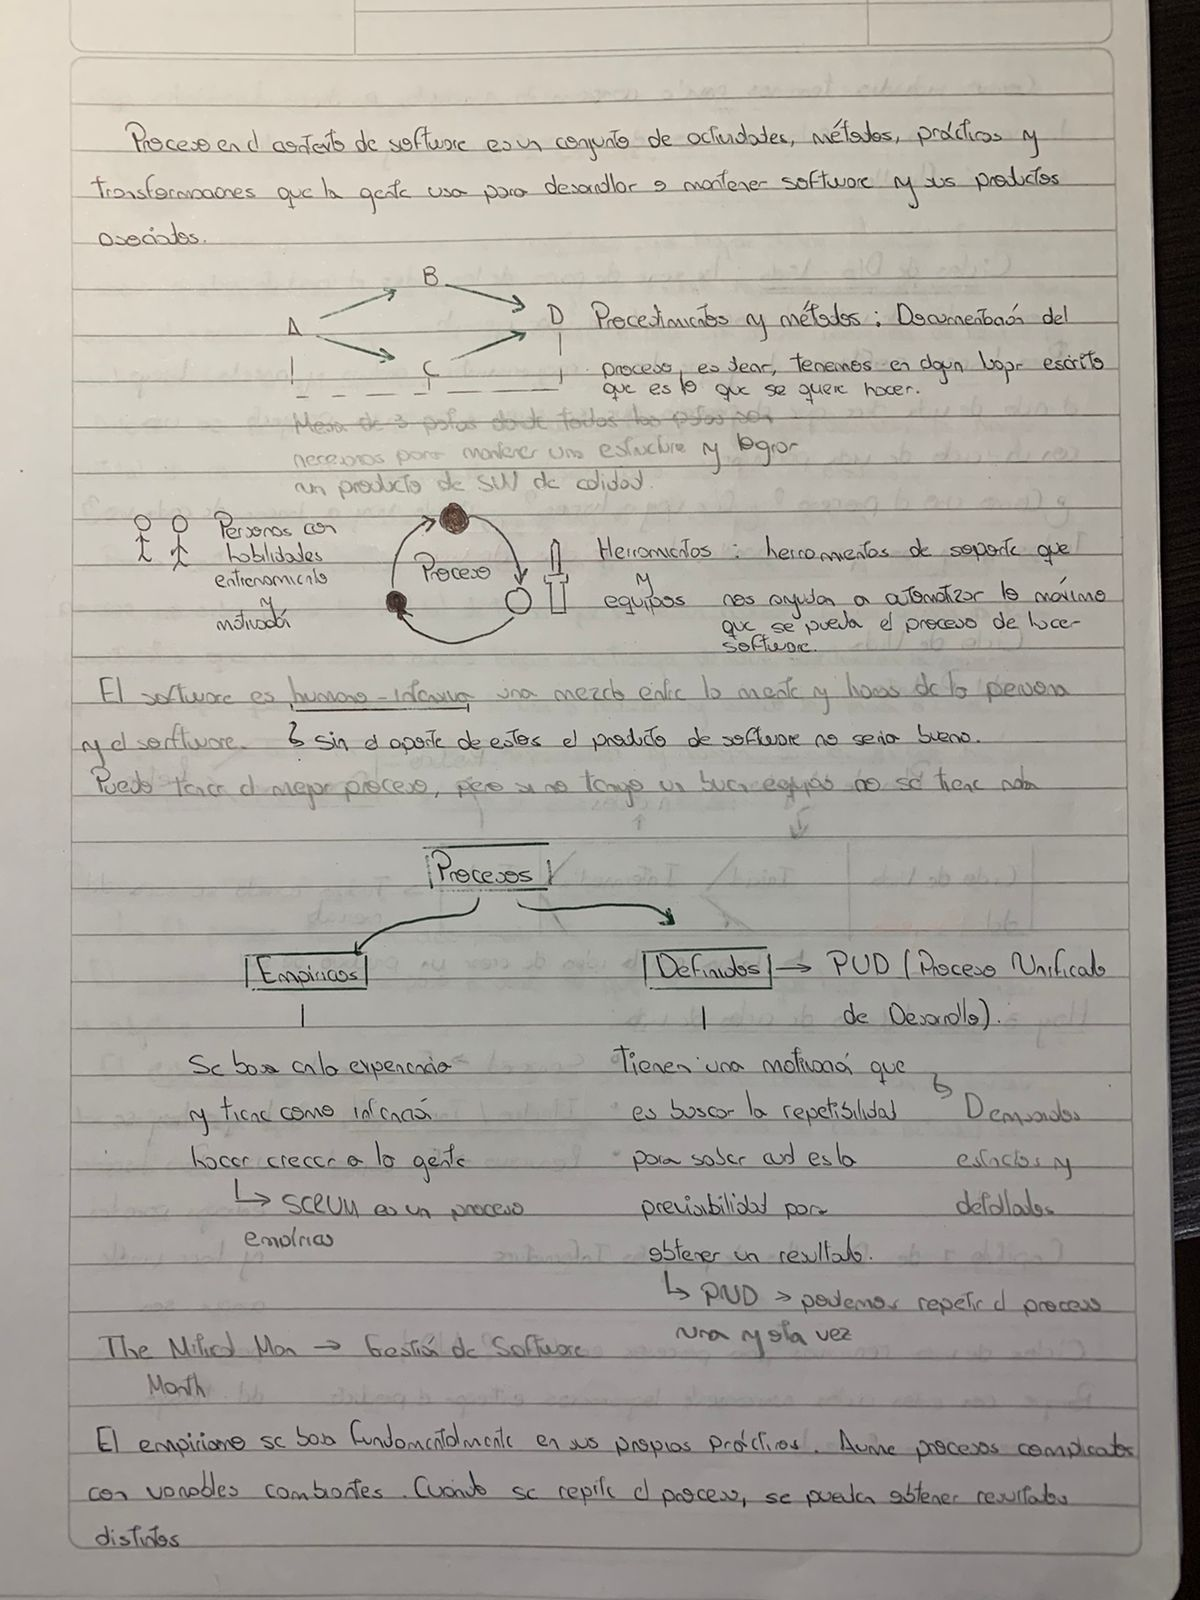 Proceso en el contexto de software es un conjunto de actividades, métodos, prácticas y
transformaciones que la gente usa para desarrollar o mantener software y sus productos
asociados.
B
A
D
C
Procedimientos y métodos : Documentación del
proceso, es decir, tenemos en algun lugar escrito
que es lo que se quiere hacer.
Mesa de 3 patas donde todas las patas son
necesarias para mantener una estructura y lograr
un producto de SW de calidad.
Personas con
habilidades
entrenamiento
y
motivación
Proceso
Herramientas : herramientas de soporte que
y
equipos nos ayudan a automatizar lo máximo
que se pueda el proceso de hacer
software.
El software es humano-intensivo, una mezcla entre la mente y horas de la persona
y el software. ↳ Sin el aporte de estos el producto de software no seria bueno.
Puedo tener el mejor proceso, pero si no tengo un buen equipo no se tiene nada
Procesos
Empiricos
Definidos → PUD (Proceso Unificado
de Desarrollo).
Se basa en la experiencia
y tiene como intención
hacer crecer a la gente
↳ SCRUM es un proceso
empírico
Tienen una motivación que
es buscar la repetibilidad
para saber cual es la
previsibilidad para
obtener un resultado.
↳ PUD → podemos repetir el proceso
una y otra vez
↳ Demasiados
estrictos y
detallados
The Mitical Man → Gestión de Software
Month
El empirismo se basa fundamentalmente en sus propias prácticas. Asume procesos complicados
con variables cambiantes. Cuando se repite el proceso, se pueden obtener resultados
distintos